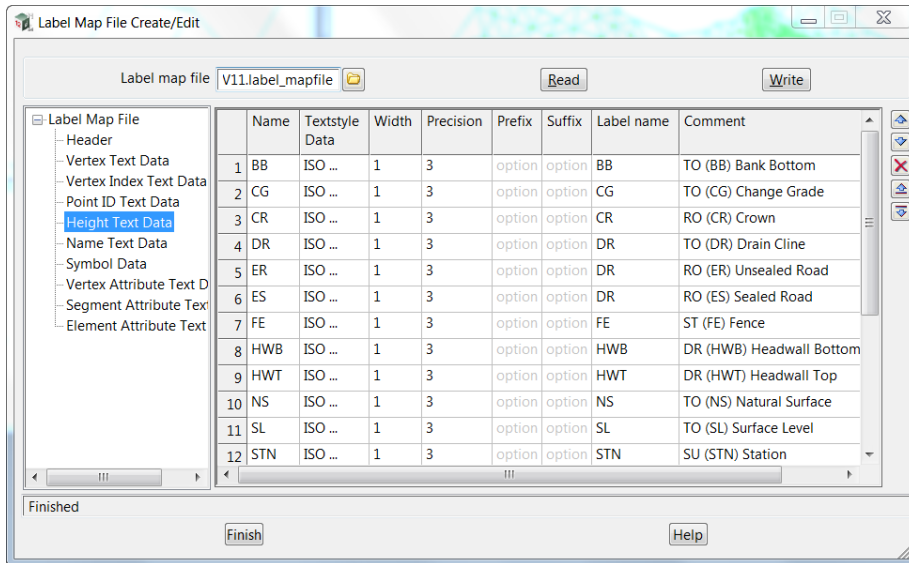 Label Map File Create/Edit
Label map file V11.label_mapfile Read Write
Label Map File
Header
Vertex Text Data
Vertex Index Text Data
Point ID Text Data
Height Text Data
Name Text Data
Symbol Data
Vertex Attribute Text D
Segment Attribute Text
Element Attribute Text
Name Textstyle Data Width Precision Prefix Suffix Label name Comment
1 BB ISO ... 1 3 option option BB TO (BB) Bank Bottom
2 CG ISO ... 1 3 option option CG TO (CG) Change Grade
3 CR ISO ... 1 3 option option CR RO (CR) Crown
4 DR ISO ... 1 3 option option DR TO (DR) Drain Cline
5 ER ISO ... 1 3 option option DR RO (ER) Unsealed Road
6 ES ISO ... 1 3 option option DR RO (ES) Sealed Road
7 FE ISO ... 1 3 option option FE ST (FE) Fence
8 HWB ISO ... 1 3 option option HWB DR (HWB) Headwall Bottom
9 HWT ISO ... 1 3 option option HWT DR (HWT) Headwall Top
10 NS ISO ... 1 3 option option NS TO (NS) Natural Surface
11 SL ISO ... 1 3 option option SL TO (SL) Surface Level
12 STN ISO ... 1 3 option option STN SU (STN) Station
Finished
Finish Help